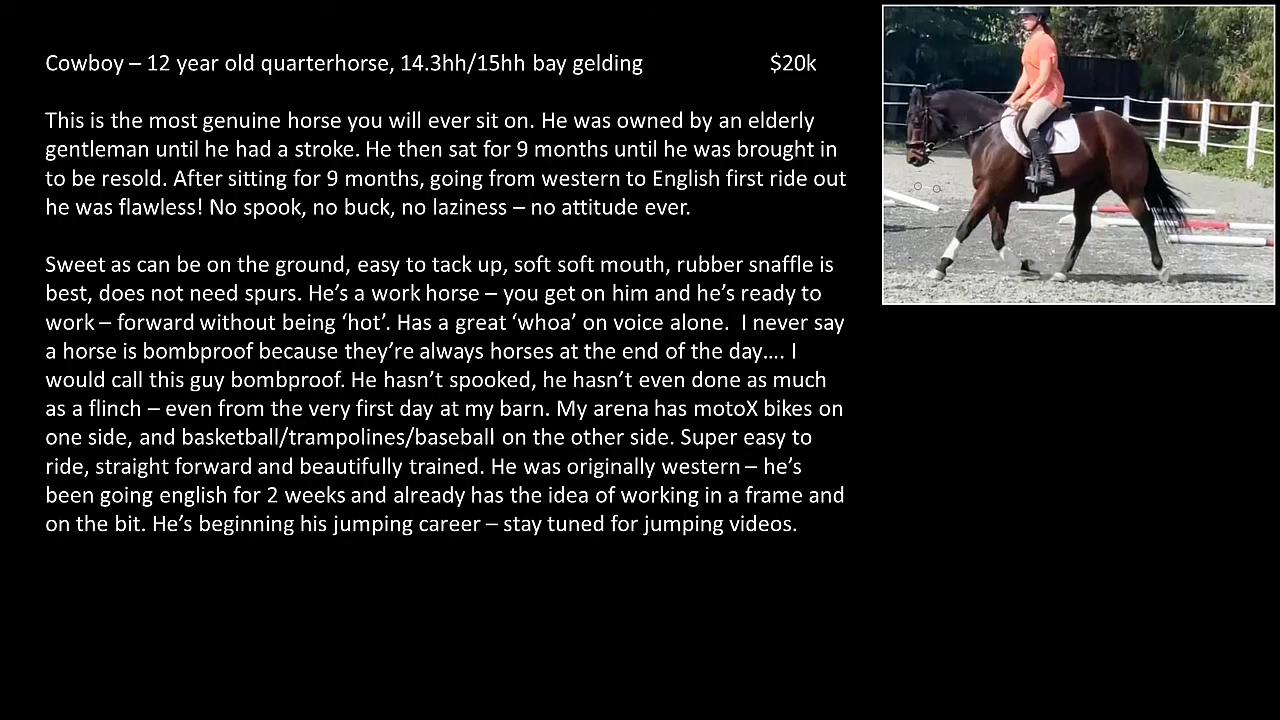 Cowboy – 12 year old quarterhorse, 14.3hh/15hh bay gelding $20k
This is the most genuine horse you will ever sit on. He was owned by an elderly
gentleman until he had a stroke. He then sat for 9 months until he was brought in
to be resold. After sitting for 9 months, going from western to English first ride out
he was flawless! No spook, no buck, no laziness – no attitude ever.
Sweet as can be on the ground, easy to tack up, soft soft mouth, rubber snaffle is
best, does not need spurs. He’s a work horse – you get on him and he’s ready to
work – forward without being ‘hot’. Has a great ‘whoa’ on voice alone.  I never say
a horse is bombproof because they’re always horses at the end of the day.... I
would call this guy bombproof. He hasn’t spooked, he hasn’t even done as much
as a flinch – even from the very first day at my barn. My arena has motoX bikes on
one side, and basketball/trampolines/baseball on the other side. Super easy to
ride, straight forward and beautifully trained. He was originally western – he’s
been going english for 2 weeks and already has the idea of working in a frame and
on the bit. He’s beginning his jumping career – stay tuned for jumping videos.